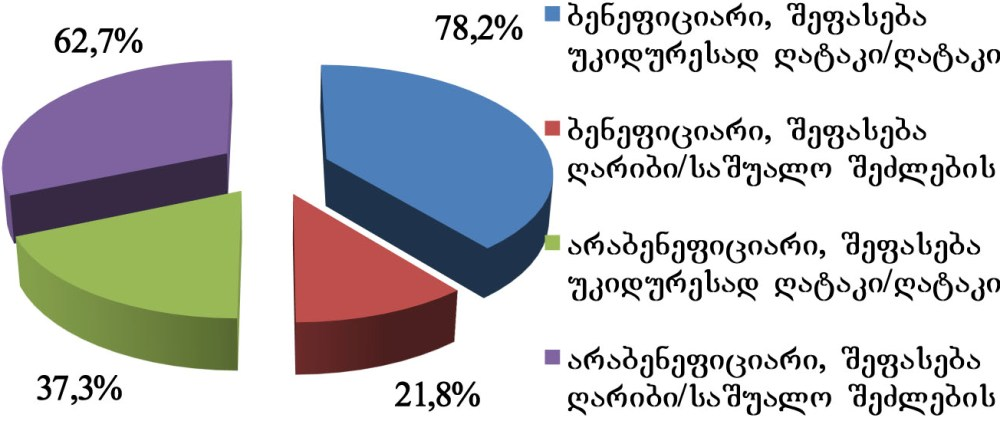 62,7%
78,2%
37,3%
21,8%
ბენეფიციარი, შეფასება
უკიდურესად ღატაკი/ღატაკი
ბენეფიციარი, შეფასება
ღარიბი/საშუალო შეძლების
არაბენეფიციარი, შეფასება
უკიდურესად ღატაკი/ღატაკი
არაბენეფიციარი, შეფასება
ღარიბი/საშუალო შეძლების